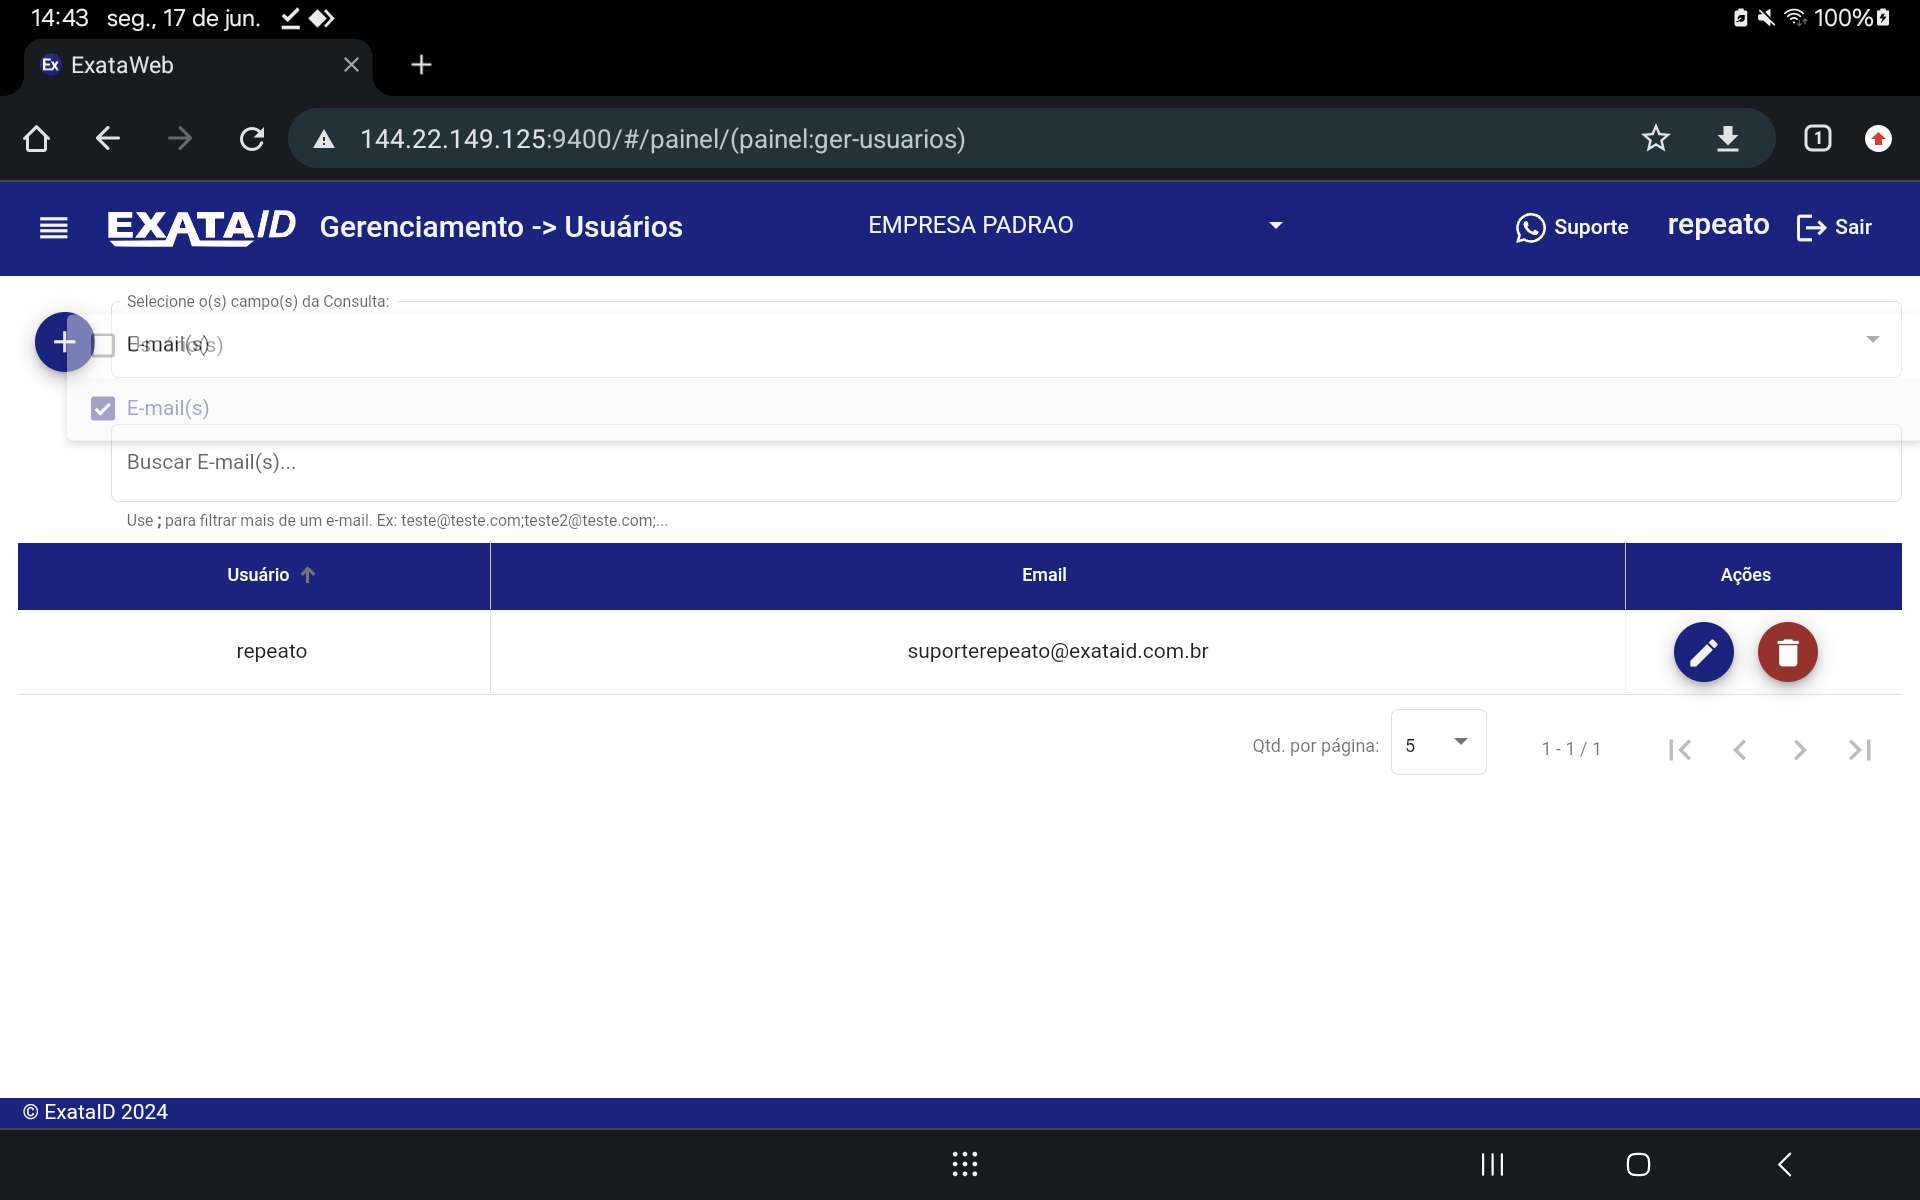 14:43 seg., 17 de jun. 100%
ExataWeb
144.22.149.125:9400/#/painel/(painel:ger-usuarios) 1
EXATAID Gerenciamento -> Usuários EMPRESA PADRAO Suporte repeato Sair
Selecione o(s) campo(s) da Consulta:
E-mail(s)
E-mail(s)
Buscar E-mail(s)...
Use ; para filtrar mais de um e-mail. Ex: teste@teste.com;teste2@teste.com;...
Usuário Email Ações
repeato suporterepeato@exataid.com.br
Qtd. por página: 5 1 - 1 / 1
© ExataID 2024